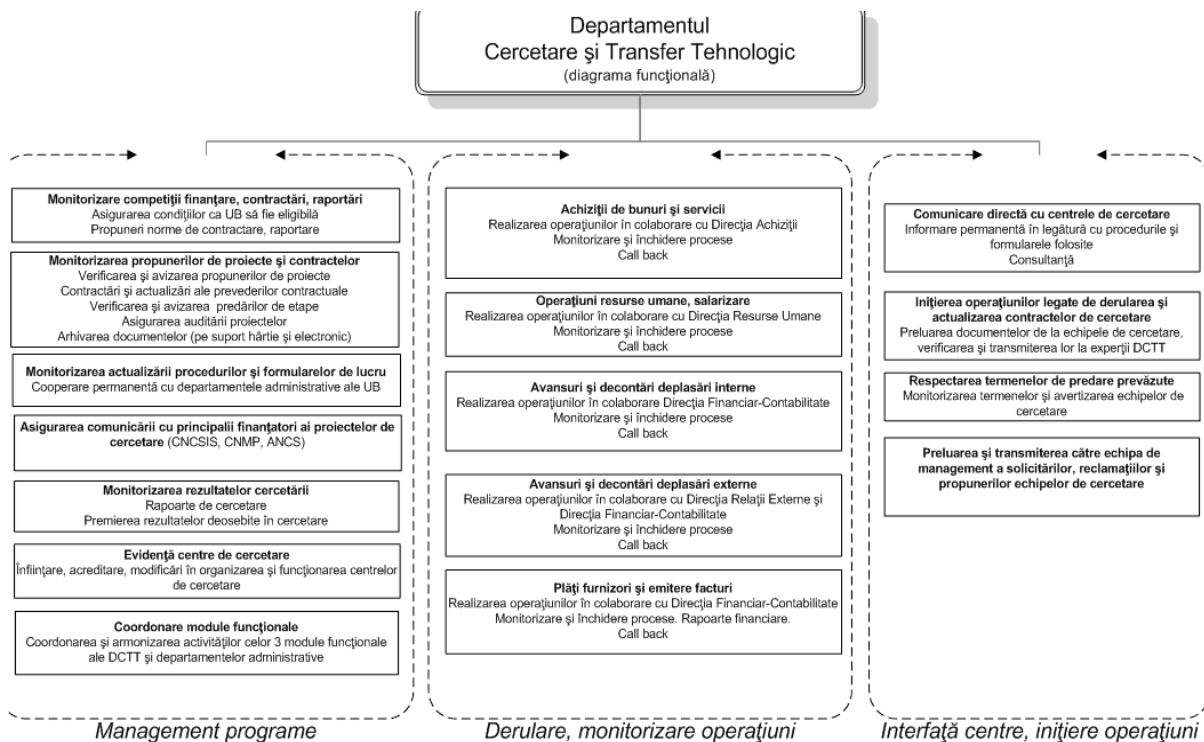 Departamentul
Cercetare şi Transfer Tehnologic
(diagrama funcţională)
Monitorizare competiţii finanţare, contractări, raportări
Asigurarea condiţiilor ca UB să fie eligibilă
Propuneri norme de contractare, raportare
Monitorizarea propunerilor de proiecte şi contractelor
Verificarea şi avizarea propunerilor de proiecte
Contractări şi actualizări ale prevederilor contractuale
Verificarea şi avizarea predărilor de etape
Asigurarea auditării proiectelor
Arhivarea documentelor (pe suport hârtie şi electronic)
Monitorizarea actualizării procedurilor şi formularelor de lucru
Cooperare permanentă cu departamentele administrative ale UB
Asigurarea comunicării cu principalii finanţatori ai proiectelor de
cercetare (CNCSIS, CNMP, ANCS)
Monitorizarea rezultatelor cercetării
Rapoarte de cercetare
Premierea rezultatelor deosebite în cercetare
Evidenţă centre de cercetare
Înfiinţare, acreditare, modificări în organizarea şi funcţionarea centrelor
de cercetare
Coordonare module funcţionale
Coordonarea şi armonizarea activităţilor celor 3 module funcţionale
ale DCTT şi departamentelor administrative
Management programe
Achiziţii de bunuri şi servicii
Realizarea operaţiunilor în colaborare cu Direcţia Achiziţii
Monitorizare şi închidere procese
Call back
Operaţiuni resurse umane, salarizare
Realizarea operaţiunilor în colaborare cu Direcţia Resurse Umane
Monitorizare şi închidere procese
Call back
Avansuri şi decontări deplasări interne
Realizarea operaţiunilor în colaborare Direcţia Financiar-Contabilitate
Monitorizare şi închidere procese
Call back
Avansuri şi decontări deplasări externe
Realizarea operaţiunilor în colaborare cu Direcţia Relaţii Externe şi
Direcţia Financiar-Contabilitate
Monitorizare şi închidere procese
Call back
Plăţi furnizori şi emitere facturi
Realizarea operaţiunilor în colaborare cu Direcţia Financiar-Contabilitate
Monitorizare şi închidere procese. Rapoarte financiare.
Call back
Derulare, monitorizare operaţiuni
Comunicare directă cu centrele de cercetare
Informare permanentă în legătură cu procedurile şi
formularele folosite
Consultanţă
Iniţierea operaţiunilor legate de derularea şi
actualizarea contractelor de cercetare
Preluarea documentelor de la echipele de cercetare,
verificarea şi transmiterea lor la experţii DCTT
Respectarea termenelor de predare prevăzute
Monitorizarea termenelor şi avertizarea echipelor de
cercetare
Preluarea şi transmiterea către echipa de
management a solicitărilor, reclamaţiilor şi
propunerilor echipelor de cercetare
Interfaţă centre, iniţiere operaţiuni